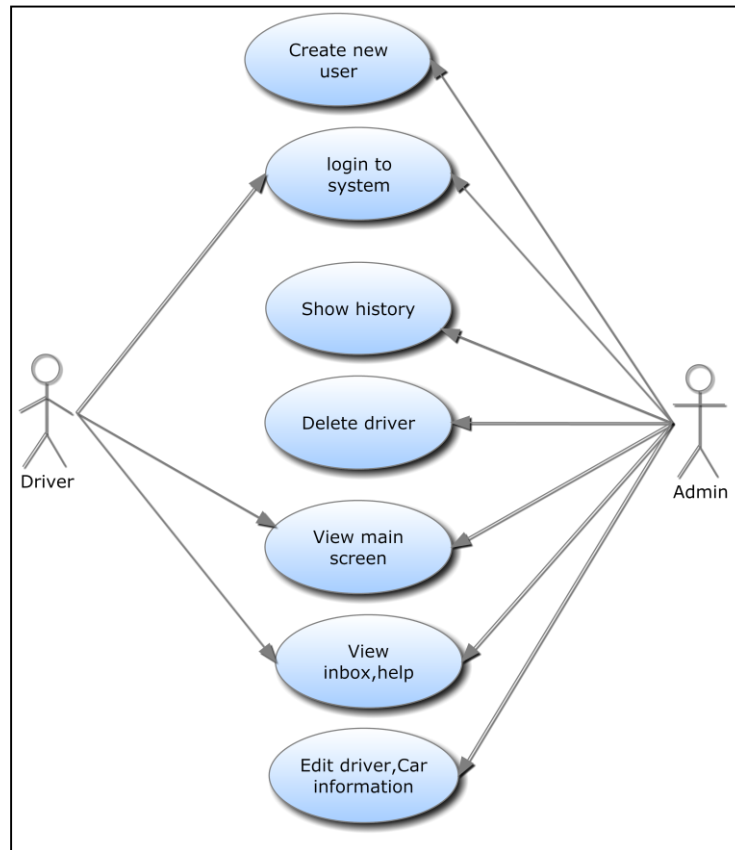 Create new
user
login to
system
Show history
Delete driver
Driver
Admin
View main
screen
View
inbox,help
Edit driver,Car
information